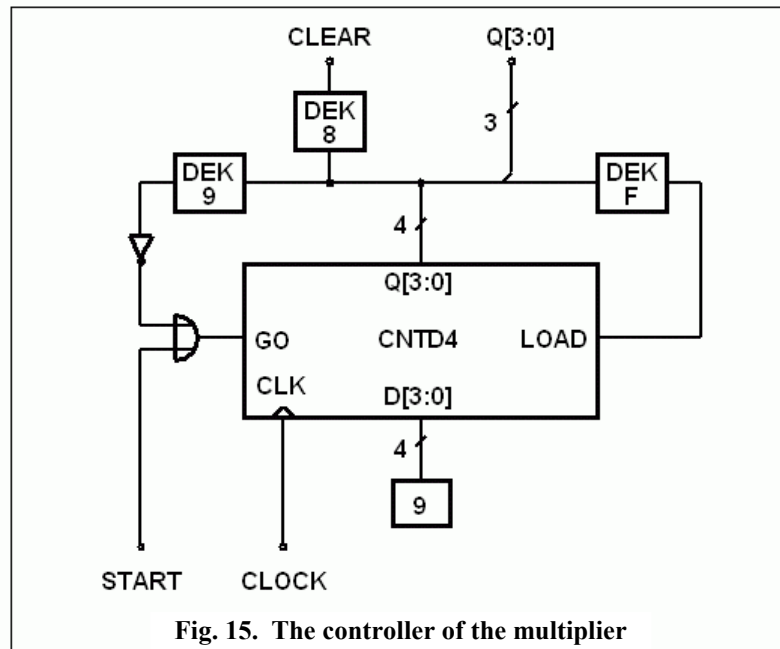 CLEAR
Q[3:0]
DEK
8
3
DEK
9
DEK
F
4
Q[3:0]
GO
CNTD4
LOAD
CLK
D[3:0]
4
9
START
CLOCK
Fig. 15. The controller of the multiplier